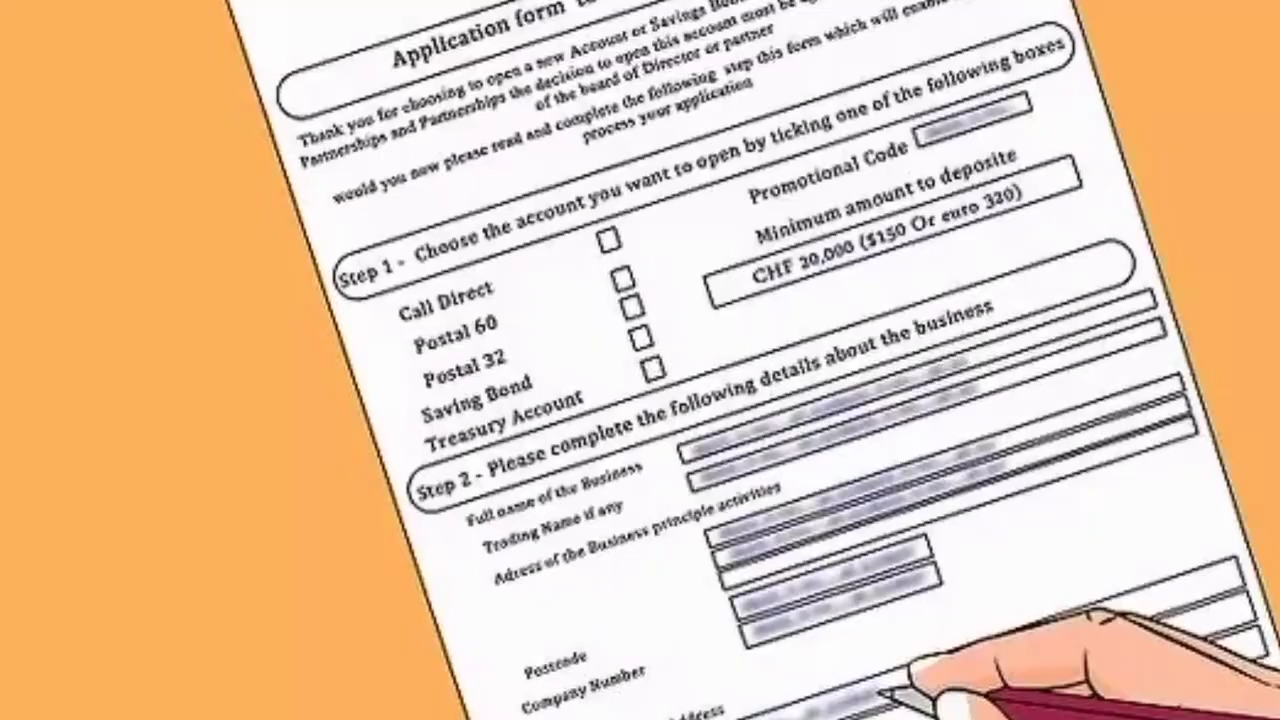 Application form to
Thank you for choosing to open a new Account or Savings
Partnerships and Partnerships the decision to open this account must be
of the board of Director or partner
would you now please read and complete the following step this form which will enable
process your application
Step 1 - Choose the account you want to open by ticking one of the following boxes
Call Direct
Postal 60
Postal 32
Saving Bond
Treasury Account
Promotional Code
Minimum amount to deposite
CHF 20,000 ($150 Or euro 320)
Step 2 - Please complete the following details about the business
Full name of the Business
Trading Name if any
Adress of the Business principle activities
Postcode
Company Number